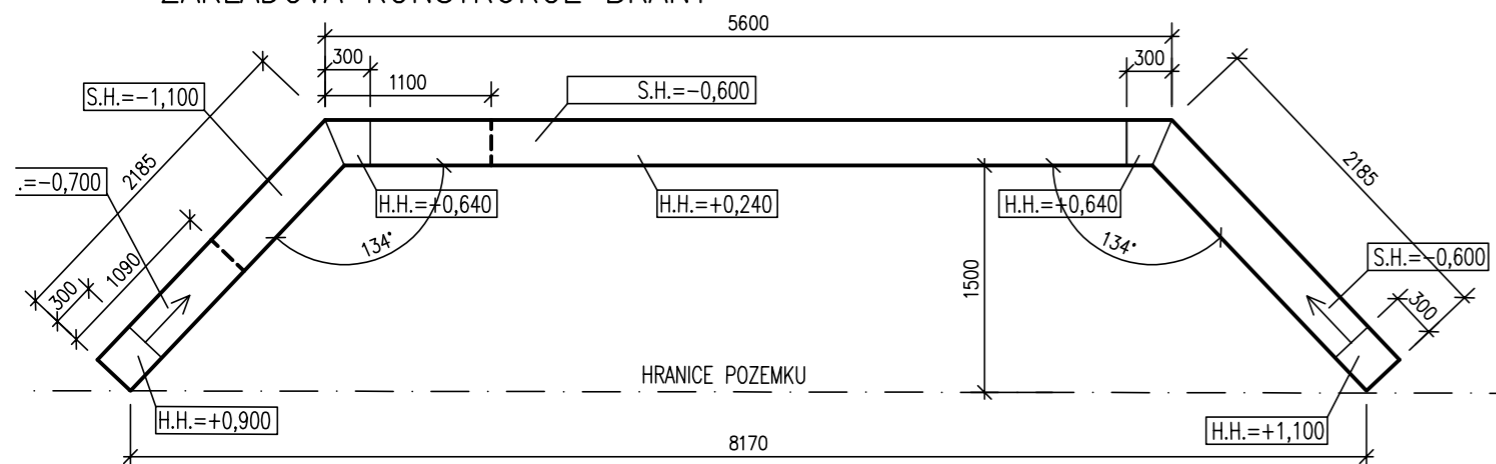 5600
300
1100
300
S.H.=-1,100
S.H.=-0,600
2185
2185
.=-0,700
H.H.=+0,640
H.H.=+0,240
H.H.=+0,640
134°
134°
1090
300
1500
S.H.=-0,600
300
HRANICE POZEMKU
H.H.=+0,900
H.H.=+1,100
8170